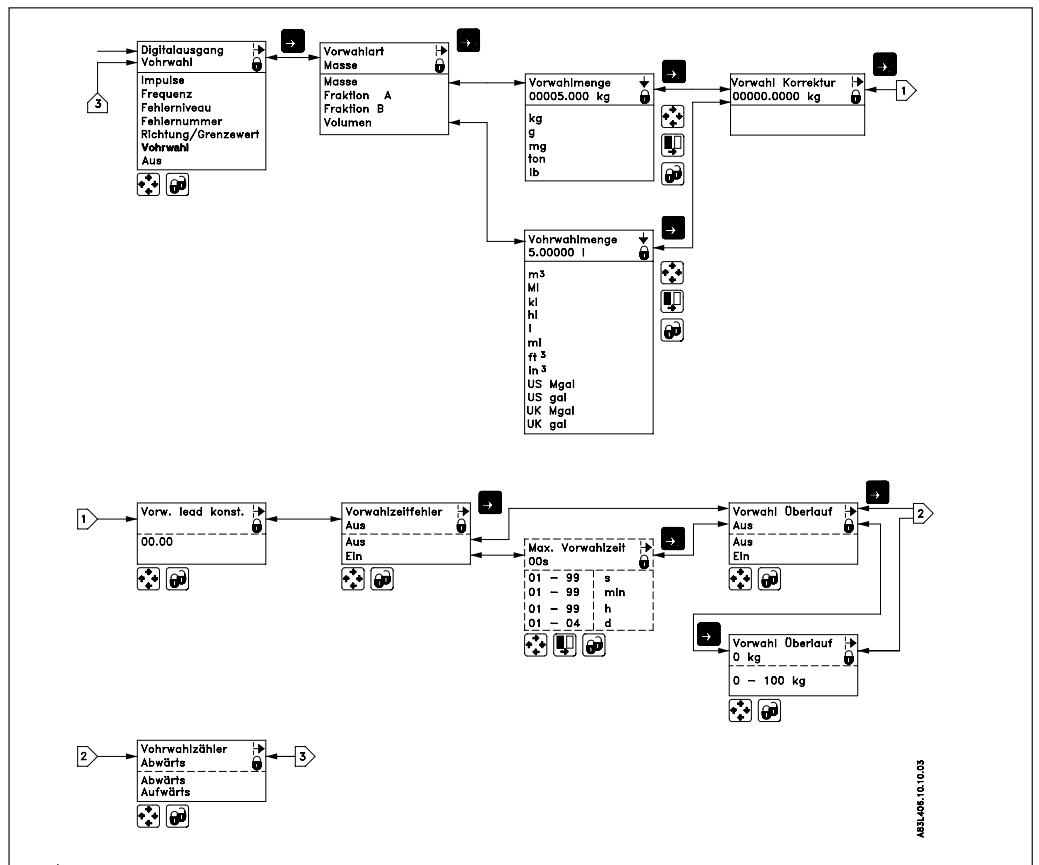 Digitalausgang
Vohrwahl
Impulse
Frequenz
Fehlerniveau
Fehlernummer
Richtung/Grenzewert
Vohrwahl
Aus
3
Vorwahlart
Masse
Masse
Fraktion A
Fraktion B
Volumen
Vorwahlmenge
00005.000 kg
kg
g
mg
ton
lb
Vorwahl Korrektur
00000.0000 kg
1
Vohrwahlmenge
5.00000 l
m³
Ml
kl
hl
l
ml
ft³
in³
US Mgal
US gal
UK Mgal
UK gal
1
Vorw. lead konst.
00.00
Vorwahlzeitfehler
Aus
Aus
Ein
Max. Vorwahlzeit
00s
01 – 99 s
01 – 99 min
01 – 99 h
01 – 04 d
Vorwahl Überlauf
Aus
Aus
Ein
2
Vorwahl Überlauf
0 kg
0 – 100 kg
2
Vohrwahlzähler
Abwärts
Abwärts
Aufwärts
3
A83L406.10.10.03